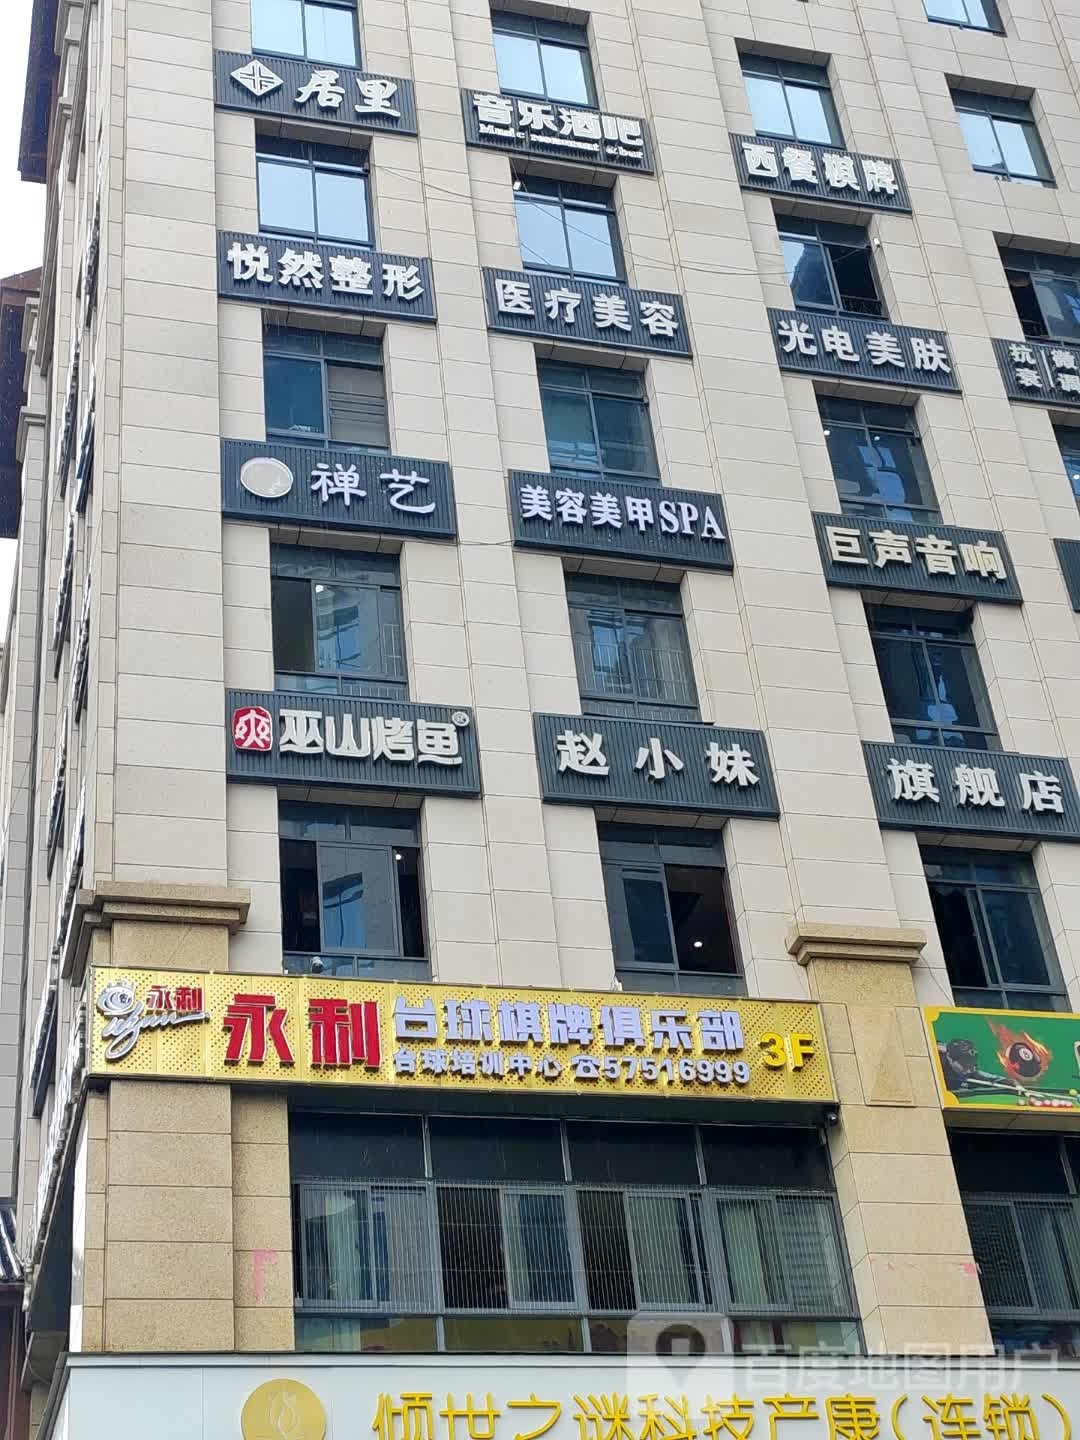 居里
音乐酒吧
西餐棋牌
悦然整形
医疗美容
光电美肤
抗衰
禅艺
美容美甲SPA
巨声音响
爽 巫山烤鱼
赵小妹
旗舰店
永利
永利
台球棋牌俱乐部
台球培训中心 ☎57516999
3F
8
倾世之谜科技产康(连锁)
百度地图用户